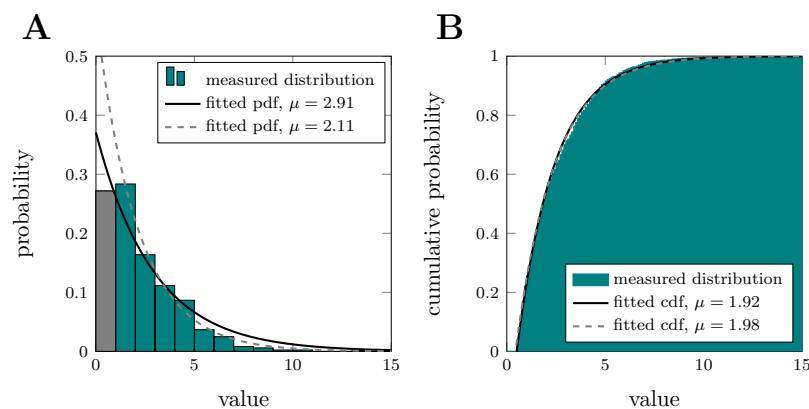 A
0.5
0.4
0.3
0.2
0.1
0
probability
measured distribution
fitted pdf, μ = 2.91
fitted pdf, μ = 2.11
0 5 10 15
value
B
1
0.8
0.6
0.4
0.2
0
cumulative probability
measured distribution
fitted cdf, μ = 1.92
fitted cdf, μ = 1.98
0 5 10 15
value